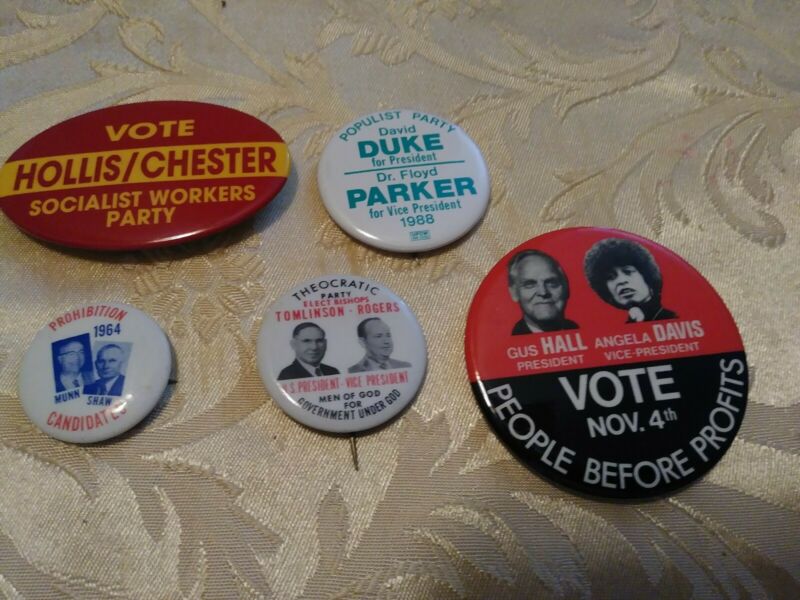 VOTE
HOLLIS/CHESTER
SOCIALIST WORKERS
PARTY
POPULIST PARTY
David
DUKE
for President
Dr. Floyd
PARKER
for Vice President
1988
PROHIBITION
1964
MUNN SHAW
CANDIDATES
THEOCRATIC
PARTY
ELECT BISHOPS
TOMLINSON - ROGERS
U.S. PRESIDENT - VICE PRESIDENT
MEN OF GOD
FOR
GOVERNMENT UNDER GOD
GUS HALL
PRESIDENT
ANGELA DAVIS
VICE-PRESIDENT
VOTE
NOV. 4th
PEOPLE BEFORE PROFITS